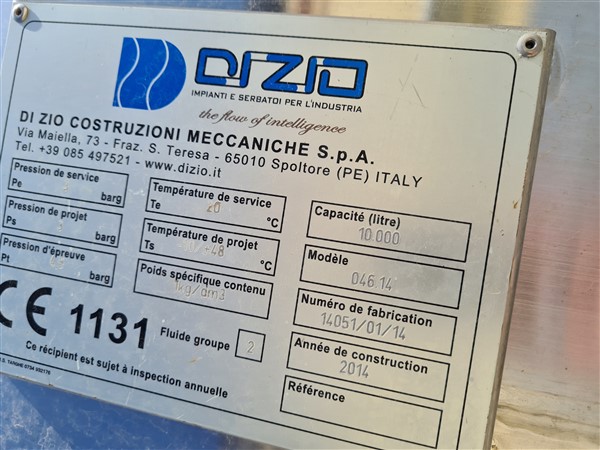 DI ZIO
IMPIANTI E SERBATOI PER L'INDUSTRIA
the flow of intelligence
DI ZIO COSTRUZIONI MECCANICHE S.p.A.
Via Maiella, 73 - Fraz. S. Teresa - 65010 Spoltore (PE) ITALY
Tel. +39 085 497521 - www.dizio.it
Pression de service
Pe barg
Pression de projet
Ps barg
Pression d'épreuve
Pt barg
Température de service
Te 20 °C
Température de projet
Ts °C
Poids spécifique contenu
1kg/dm3
Capacité (litre)
10 000
Modèle
046.14
Numéro de fabrication
14051/01/14
Année de construction
2014
Référence
CE 1131
Fluide groupe 2
Ce récipient est sujet à inspection annuelle